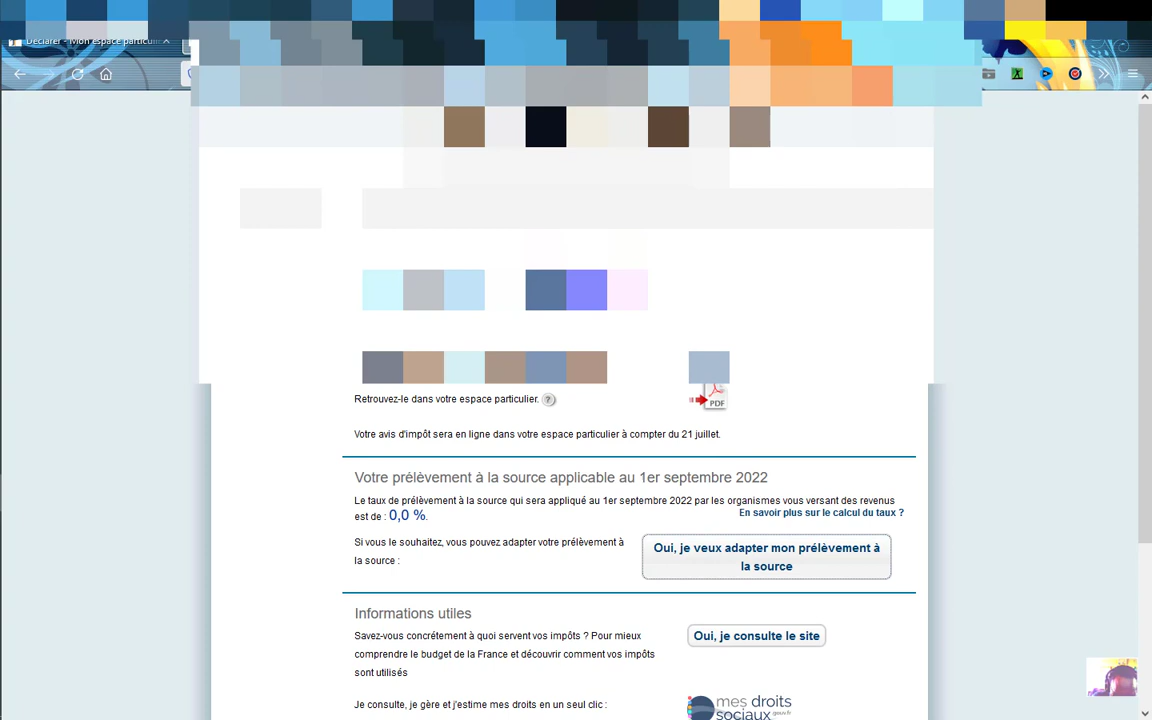 Déclarer - Mon espace particu
Retrouvez-le dans votre espace particulier. ?
PDF
Votre avis d'impôt sera en ligne dans votre espace particulier à compter du 21 juillet.
Votre prélèvement à la source applicable au 1er septembre 2022
Le taux de prélèvement à la source qui sera appliqué au 1er septembre 2022 par les organismes vous versant des revenus
est de : 0,0 %.
En savoir plus sur le calcul du taux ?
Si vous le souhaitez, vous pouvez adapter votre prélèvement à
la source :
Oui, je veux adapter mon prélèvement à
la source
Informations utiles
Savez-vous concrétement à quoi servent vos impôts ? Pour mieux
comprendre le budget de la France et découvrir comment vos impôts
sont utilisés
Oui, je consulte le site
Je consulte, je gère et j'estime mes droits en un seul clic :
mes droits
sociaux gouv.fr